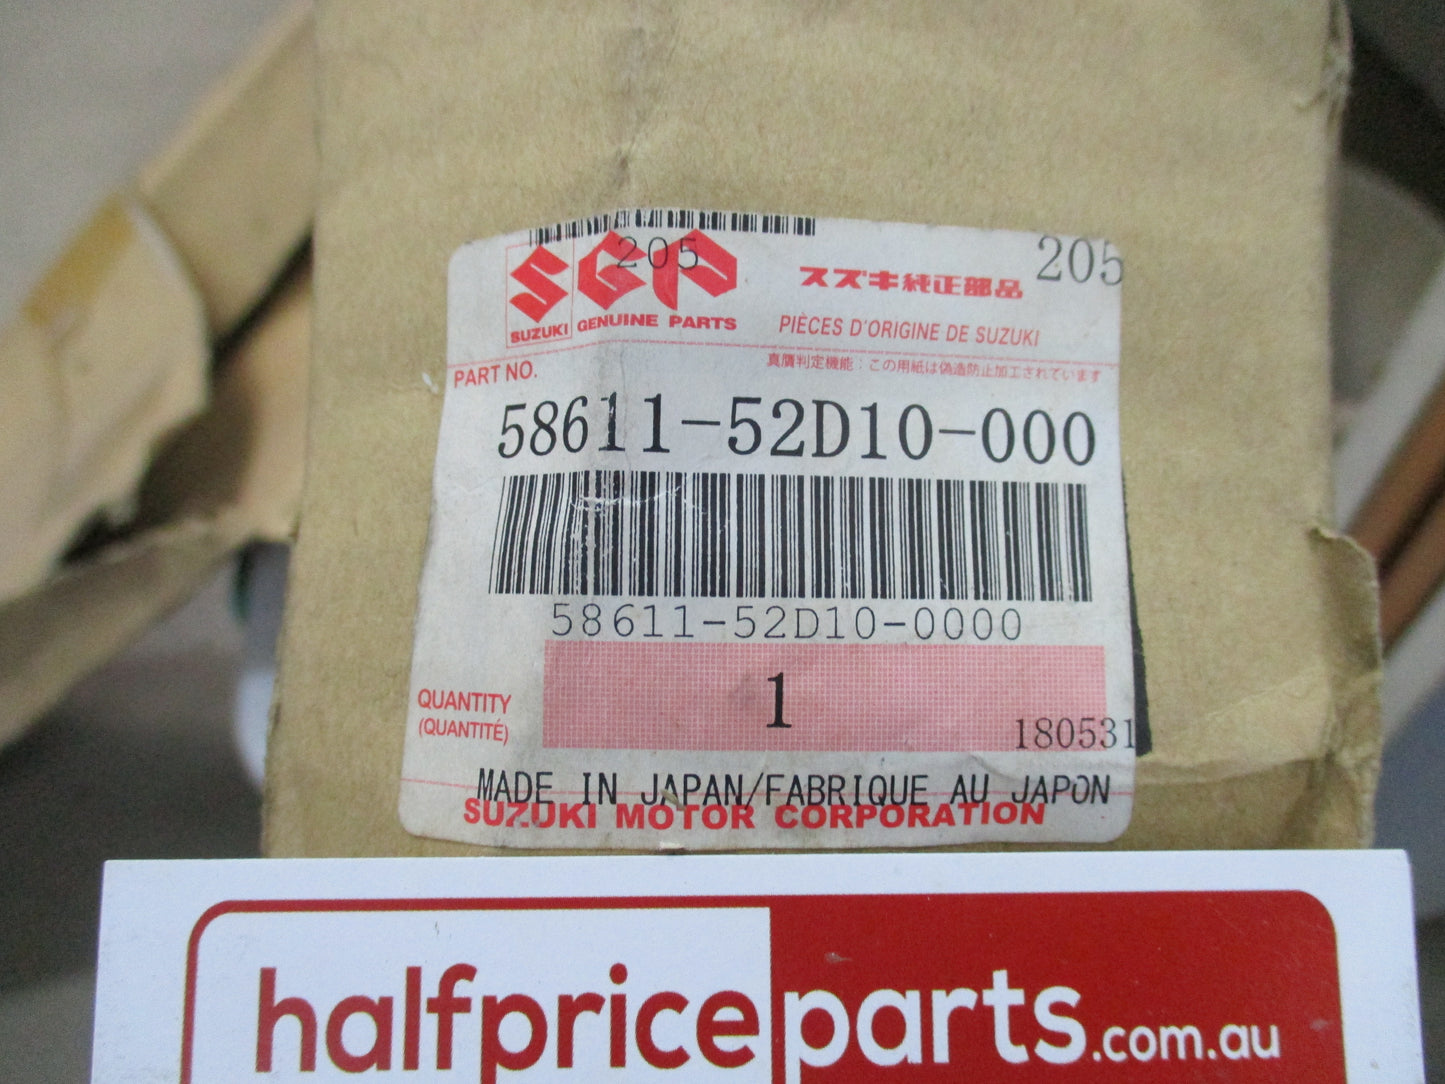 205
205
SUZUKI
SGP
GENUINE PARTS
スズキ純正部品
PIÈCES D'ORIGINE DE SUZUKI
PART NO.
真贋判定機能：この用紙は偽造防止加工されています
58611-52D10-000
58611-52D10-0000
QUANTITY
(QUANTITÉ)
1
180531
MADE IN JAPAN/FABRIQUE AU JAPON
SUZUKI MOTOR CORPORATION
halfpriceparts.com.au